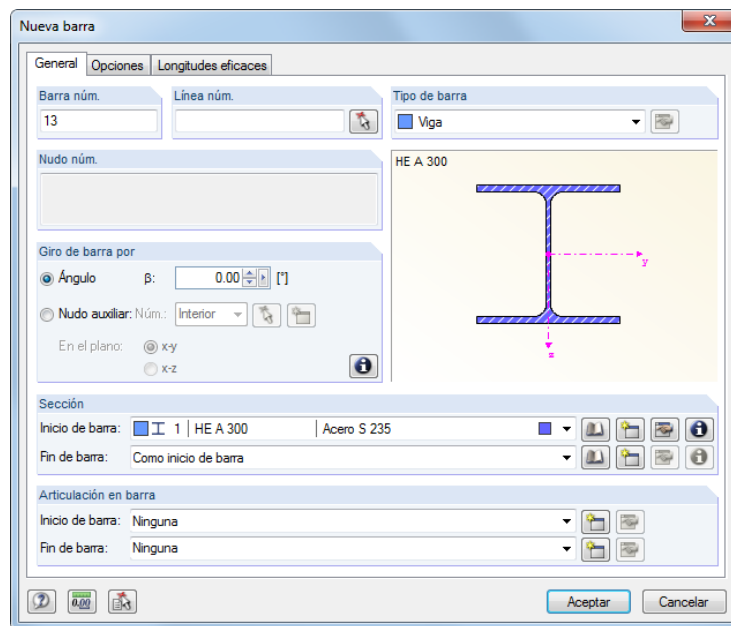 Nueva barra
General Opciones Longitudes eficaces
Barra núm. Línea núm. Tipo de barra
13 Viga
Nudo núm. HE A 300
y
z
Giro de barra por
Ángulo β: 0.00 [°]
Nudo auxiliar: Núm.: Interior
En el plano: x-y
x-z
Sección
Inicio de barra: 1 HE A 300 Acero S 235
Fin de barra: Como inicio de barra
Articulación en barra
Inicio de barra: Ninguna
Fin de barra: Ninguna
0.00 Aceptar Cancelar